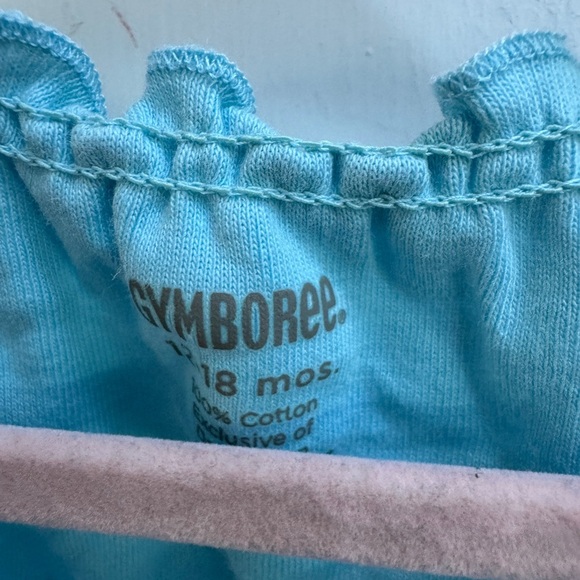 GYMBOREE.
18 mos.
Cotton
Exclusive of